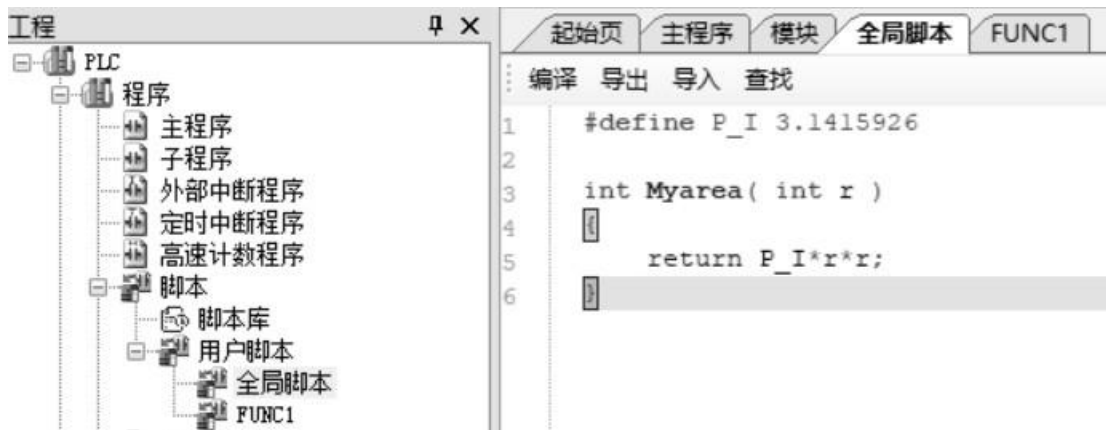 工程
PLC
程序
主程序
子程序
外部中断程序
定时中断程序
高速计数程序
脚本
脚本库
用户脚本
全局脚本
FUNC1
起始页 主程序 模块 全局脚本 FUNC1
编译 导出 导入 查找
1 #define P_I 3.1415926
2
3 int Myarea( int r )
4 {
5 return P_I*r*r;
6 }